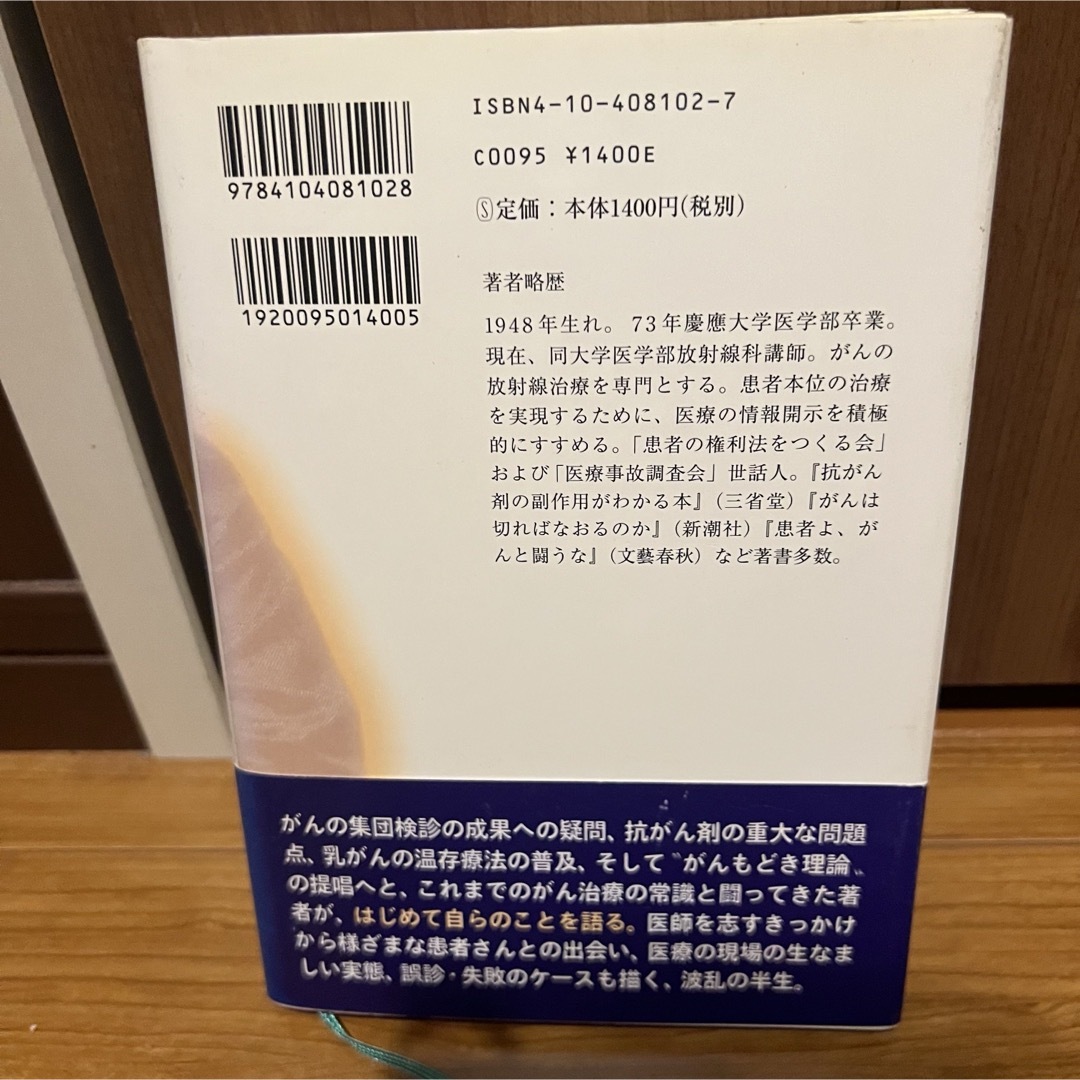 ISBN4-10-408102-7
C0095 ¥1400E
9784104081028
Ⓢ定価：本体1400円(税別)
1920095014005
著者略歴
1948年生れ。73年慶應大学医学部卒業。
現在、同大学医学部放射線科講師。がんの
放射線治療を専門とする。患者本位の治療
を実現するために、医療の情報開示を積極
的にすすめる。「患者の権利法をつくる会」
および「医療事故調査会」世話人。『抗がん
剤の副作用がわかる本』（三省堂）『がんは
切ればなおるのか』（新潮社）『患者よ、が
んと闘うな』（文藝春秋）など著書多数。
がんの集団検診の成果への疑問、抗がん剤の重大な問題
点、乳がんの温存療法の普及、そして〝がんもどき理論〟
の提唱へと、これまでのがん治療の常識と闘ってきた著
者が、はじめて自らのことを語る。医師を志すきっかけ
から様ざまな患者さんとの出会い、医療の現場の生なま
しい実態、誤診・失敗のケースも描く、波乱の半生。